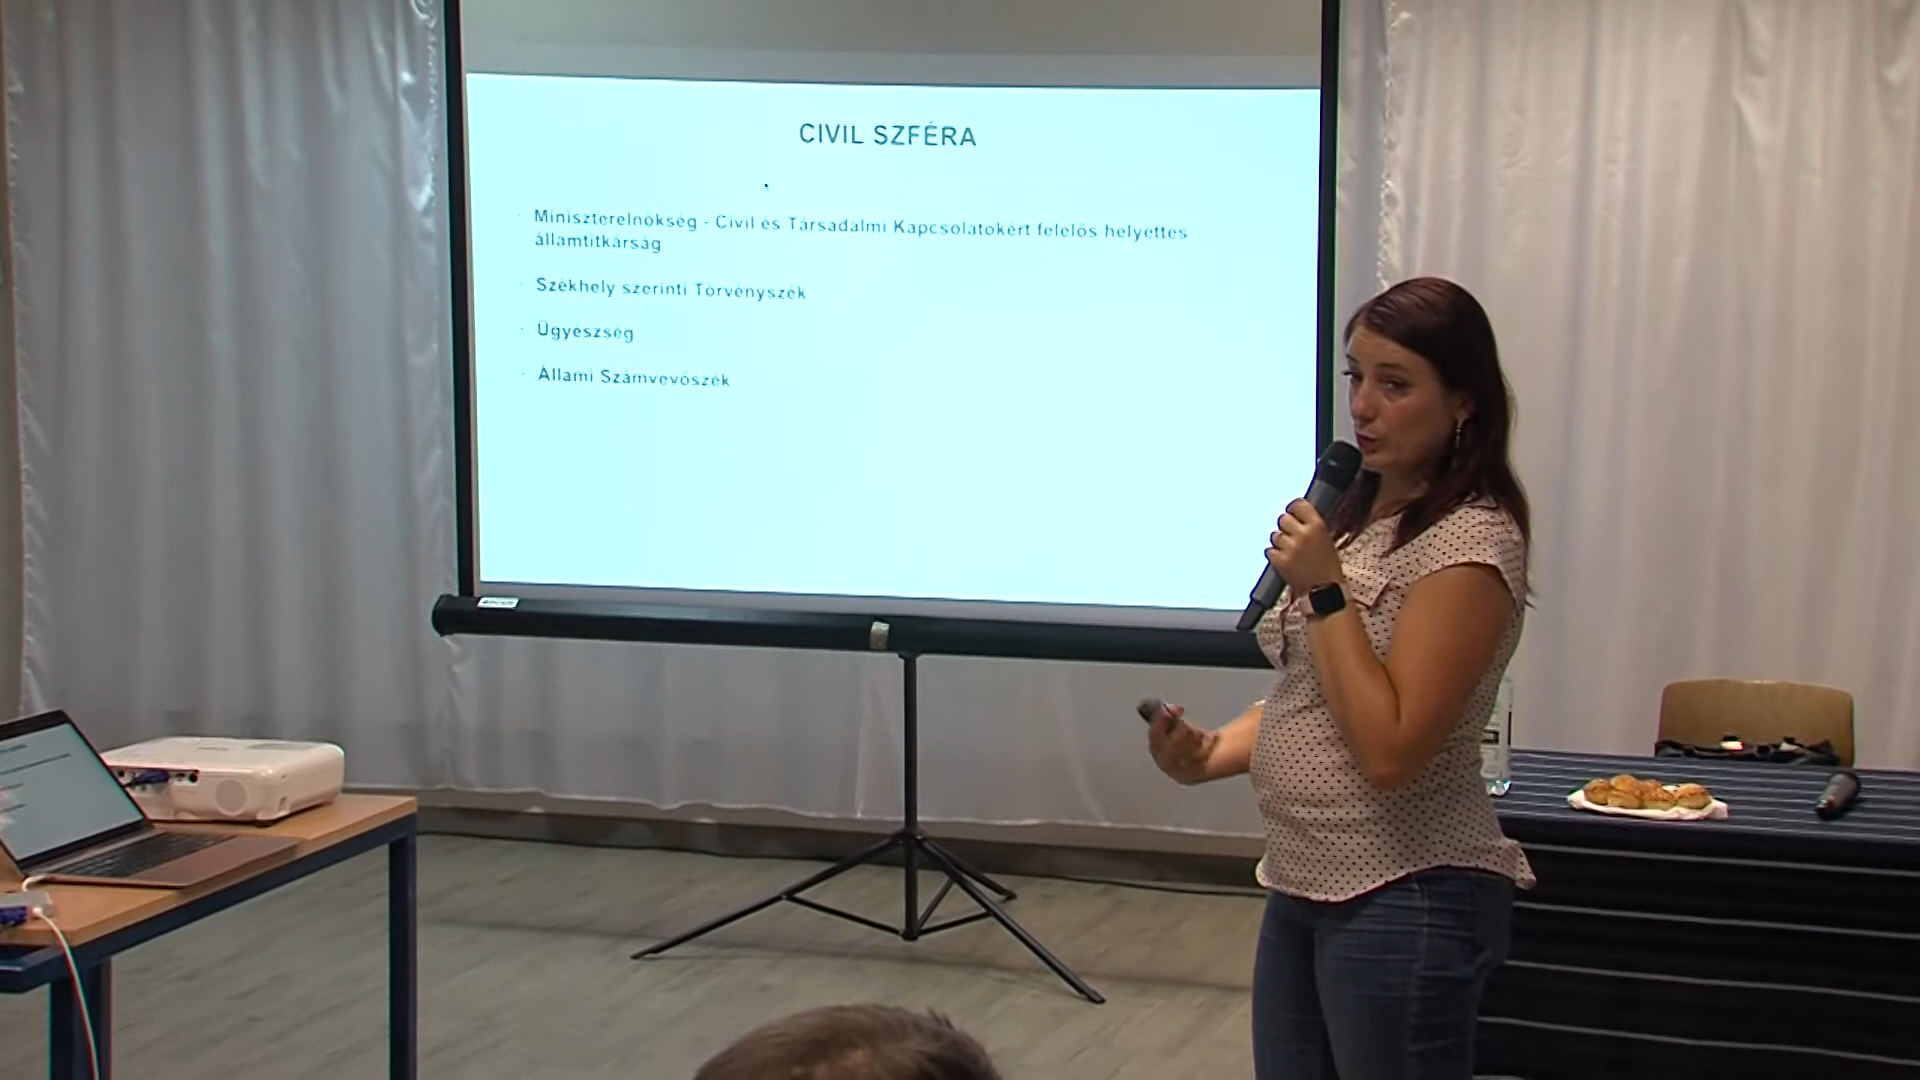 CIVIL SZFÉRA
Miniszterelnökség - Civil és Társadalmi Kapcsolatokért felelős helyettes
államtitkárság
Székhely szerinti Törvényszék
Ügyészség
Állami Számvevőszék